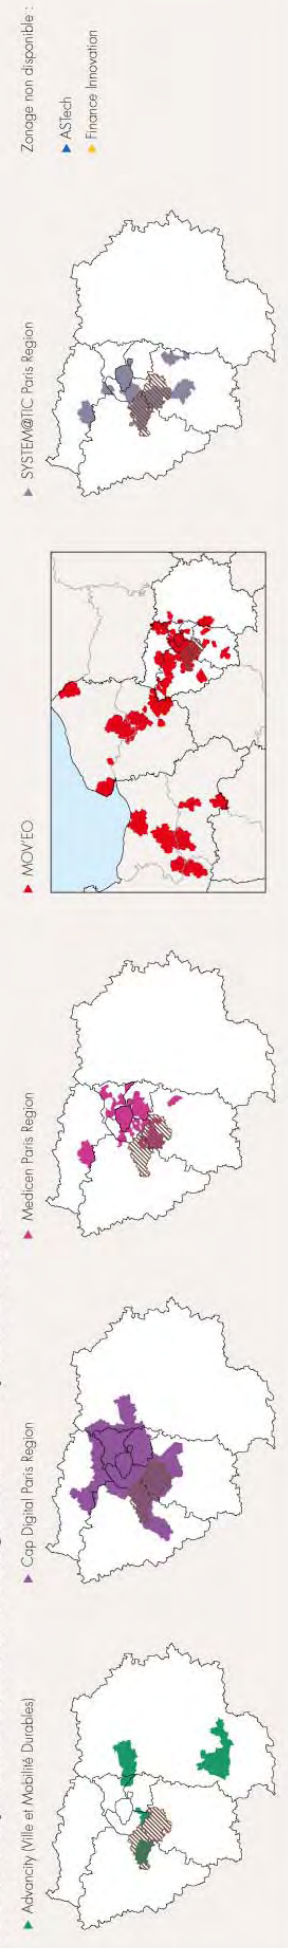 ▶ Advancity (Ville et Mobilité Durables)
▶ Cap Digital Paris Region
▶ Medicen Paris Region
▶ MOV'EO
▶ SYSTEM@TIC Paris Region
Zonage non disponible :
▶ ASTech
▶ Finance Innovation